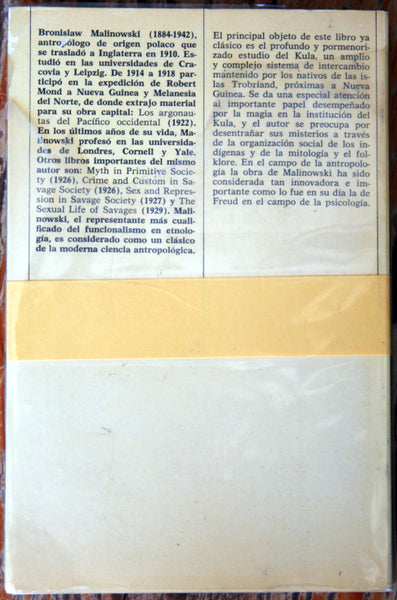 Bronislaw Malinowski (1884-1942),
antropólogo de origen polaco que
se trasladó a Inglaterra en 1910. Es-
tudió en las universidades de Cra-
covia y Leipzig. De 1914 a 1918 par-
ticipó en la expedición de Robert
Mond a Nueva Guinea y Melanesia
del Norte, de donde extrajo material
para su obra capital: Los argonau-
tas del Pacífico occidental (1922).
En los últimos años de su vida, Ma-
linowski profesó en las universida-
des de Londres, Cornell y Yale.
Otros libros importantes del mismo
autor son: Myth in Primitive Socie-
ty (1926), Crime and Custom in Sa-
vage Society (1926), Sex and Repres-
sion in Savage Society (1927) y The
Sexual Life of Savages (1929). Mali-
nowski, el representante más cuali-
ficado del funcionalismo en etnolo-
gía, es considerado como un clásico
de la moderna ciencia antropológica.
El principal objeto de este libro ya
clásico es el profundo y pormenori-
zado estudio del Kula, un amplio
y complejo sistema de intercambio
mantenido por los nativos de las is-
las Trobriand, próximas a Nueva
Guinea. Se da una especial atención
al importante papel desempeñado
por la magia en la institución del
Kula, y el autor se preocupa por
desentrañar sus misterios a través
de la organización social de los in-
dígenas y de la mitología y el fol-
klore. En el campo de la antropolo-
gía la obra de Malinowski ha sido
considerada tan innovadora e im-
portante como lo fue en su día la de
Freud en el campo de la psicología.